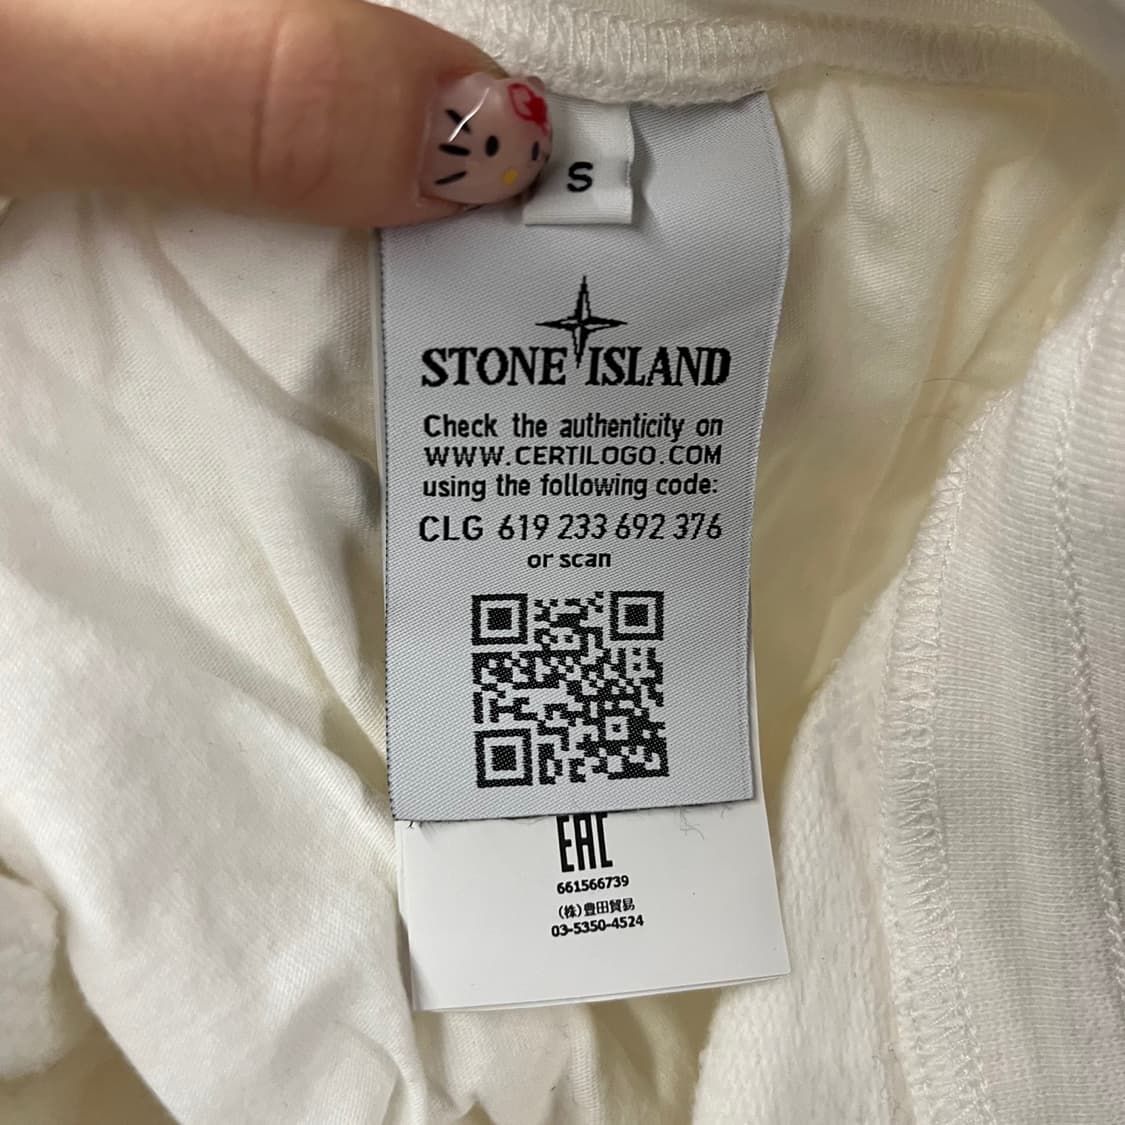 S
STONE ISLAND
Check the authenticity on
WWW.CERTILOGO.COM
using the following code:
CLG 619 233 692 376
or scan
EAC
661566739
(株)豊田貿易
03-5350-4524